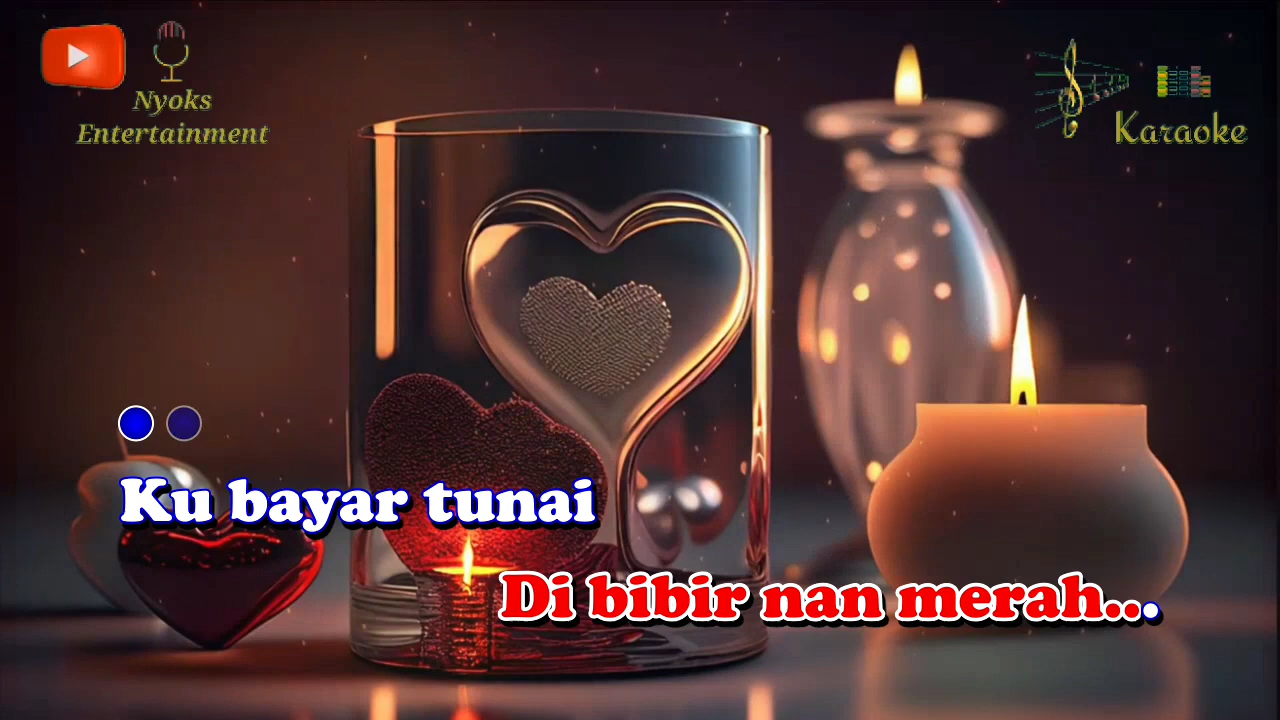 Nyoks
Entertainment
Karaoke
Ku bayar tunai
Di bibir nan merah...